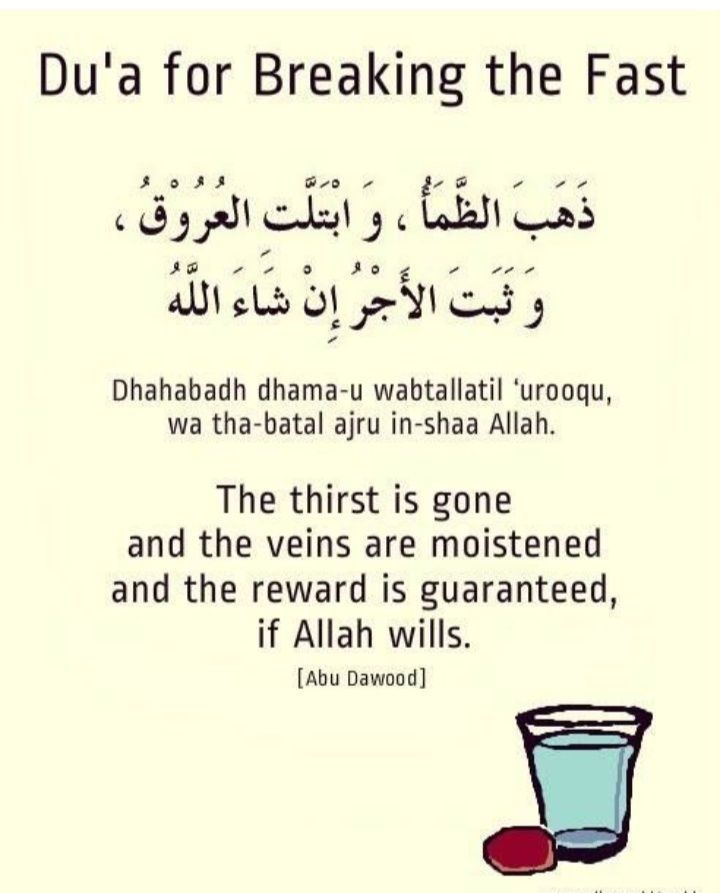 Du'a for Breaking the Fast
ذَهَبَ الظَّمَأُ ، وَ ابْتَلَّت العُرُوْقُ ،
وَ ثَبَتَ الأَجْرُ إِنْ شَاءَ اللَّهُ
Dhahabadh dhama-u wabtallatil ‘urooqu,
wa tha-batal ajru in-shaa Allah.
The thirst is gone
and the veins are moistened
and the reward is guaranteed,
if Allah wills.
[Abu Dawood]